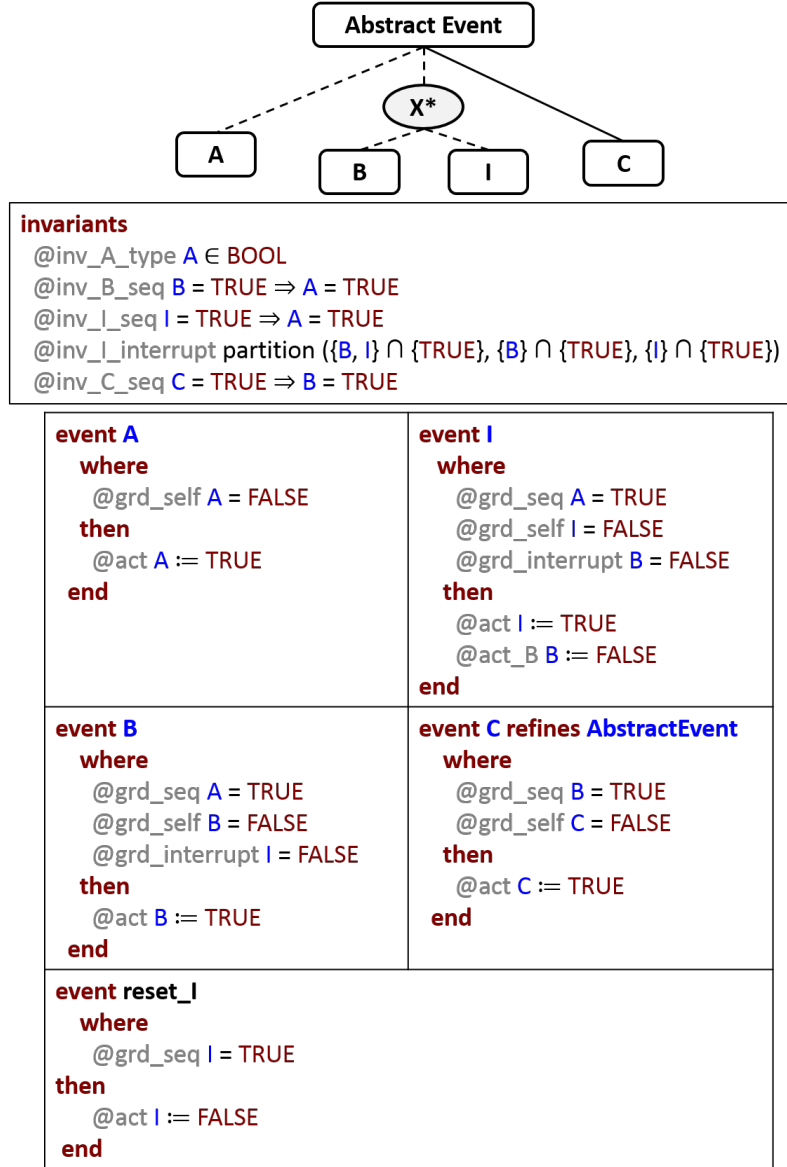 Abstract Event
X*
A
B
I
C
invariants
@inv_A_type A ∈ BOOL
@inv_B_seq B = TRUE ⇒ A = TRUE
@inv_I_seq I = TRUE ⇒ A = TRUE
@inv_I_interrupt partition ({B, I} ∩ {TRUE}, {B} ∩ {TRUE}, {I} ∩ {TRUE})
@inv_C_seq C = TRUE ⇒ B = TRUE
event A
where
@grd_self A = FALSE
then
@act A := TRUE
end
event I
where
@grd_seq A = TRUE
@grd_self I = FALSE
@grd_interrupt B = FALSE
then
@act I := TRUE
@act_B B := FALSE
end
event B
where
@grd_seq A = TRUE
@grd_self B = FALSE
@grd_interrupt I = FALSE
then
@act B := TRUE
end
event C refines AbstractEvent
where
@grd_seq B = TRUE
@grd_self C = FALSE
then
@act C := TRUE
end
event reset_I
where
@grd_seq I = TRUE
then
@act I := FALSE
end